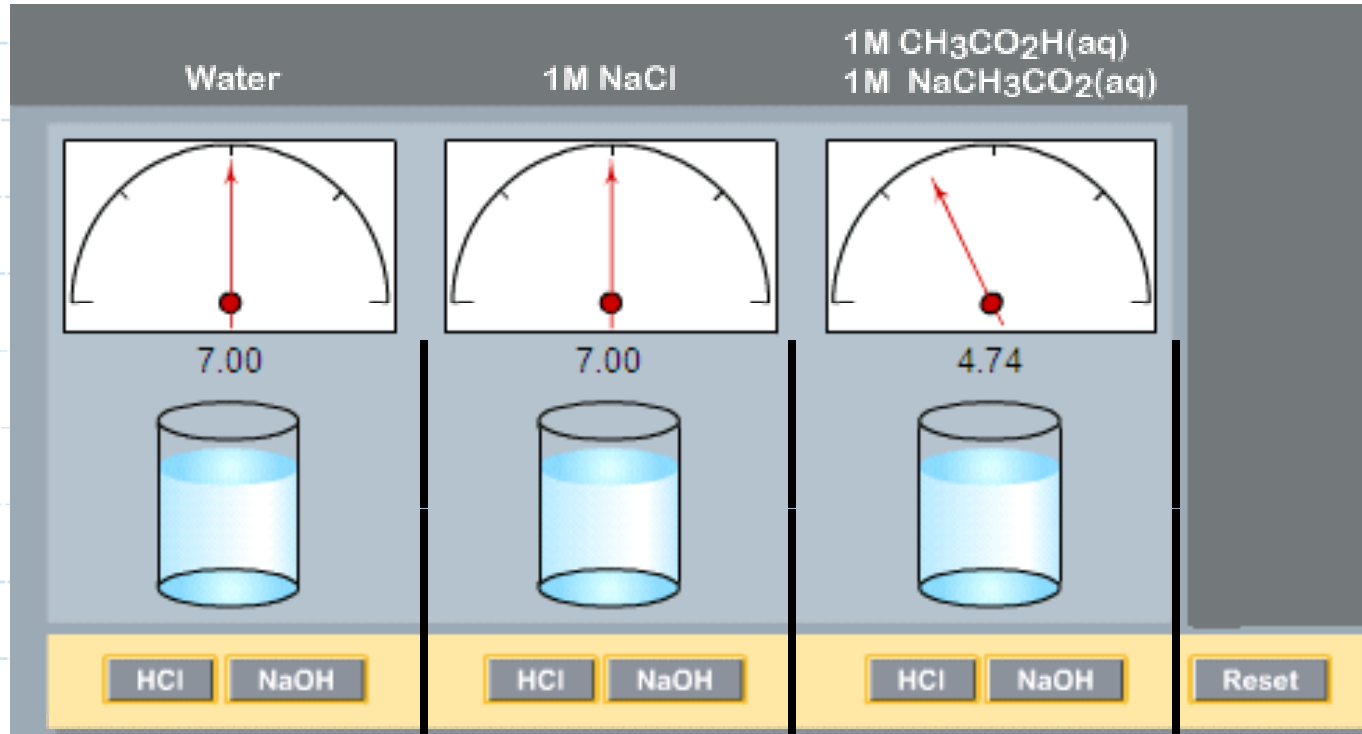 Water
1M NaCl
1M CH3CO2H(aq)
1M NaCH3CO2(aq)
7.00
7.00
4.74
HCl NaOH
HCl NaOH
HCl NaOH
Reset